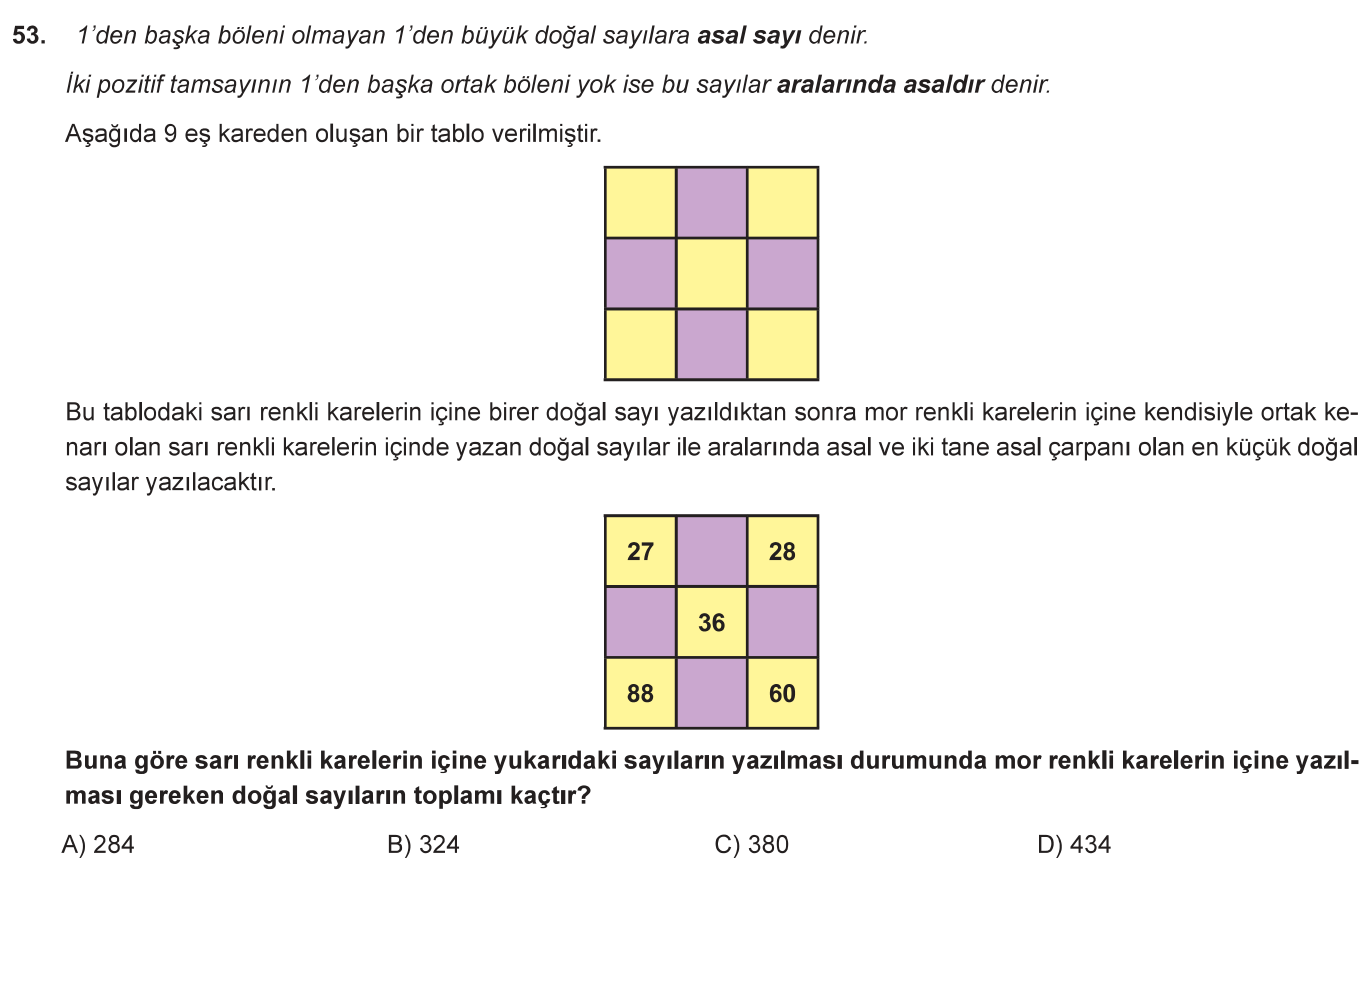 53. 1’den başka böleni olmayan 1’den büyük doğal sayılara asal sayı denir.
İki pozitif tamsayının 1’den başka ortak böleni yok ise bu sayılar aralarında asaldır denir.
Aşağıda 9 eş kareden oluşan bir tablo verilmiştir.
Bu tablodaki sarı renkli karelerin içine birer doğal sayı yazıldıktan sonra mor renkli karelerin içine kendisiyle ortak ke-
narı olan sarı renkli karelerin içinde yazan doğal sayılar ile aralarında asal ve iki tane asal çarpanı olan en küçük doğal
sayılar yazılacaktır.
27 28
36
88 60
Buna göre sarı renkli karelerin içine yukarıdaki sayıların yazılması durumunda mor renkli karelerin içine yazıl-
ması gereken doğal sayıların toplamı kaçtır?
A) 284 B) 324 C) 380 D) 434